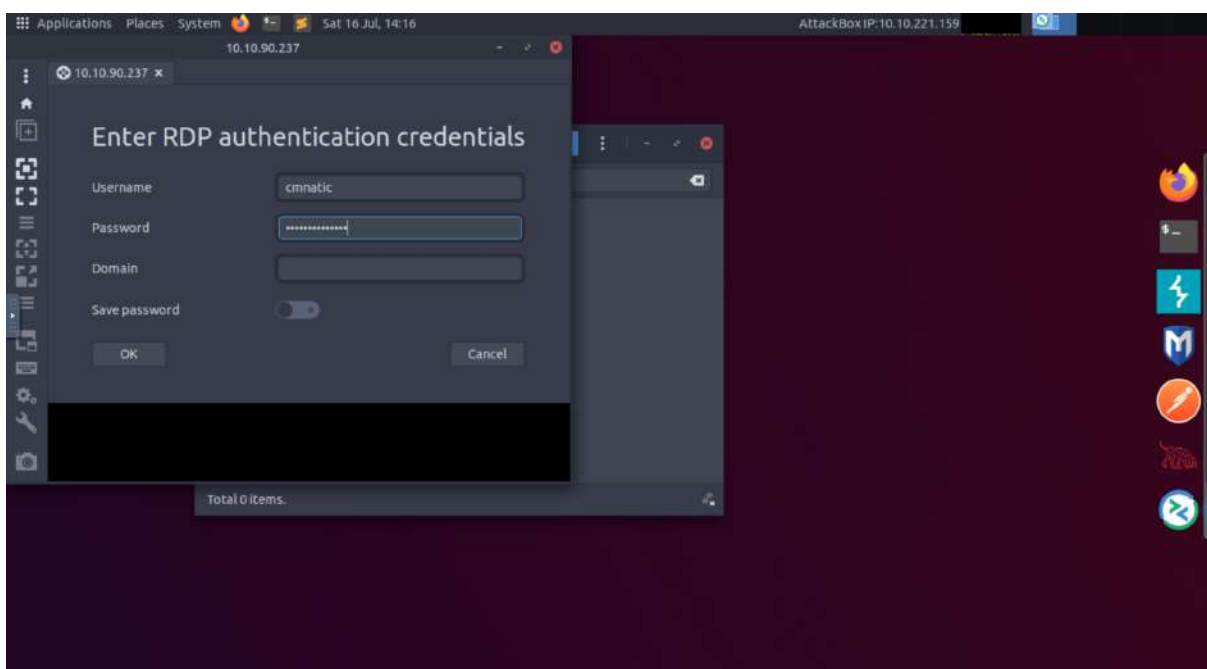 Applications Places System Sat 16 Jul, 14:16 AttackBox IP:10.10.221.159
10.10.90.237
10.10.90.237
Enter RDP authentication credentials
Username cmnatic
Password ••••••••••••••
Domain
Save password
OK Cancel
Total 0 items.